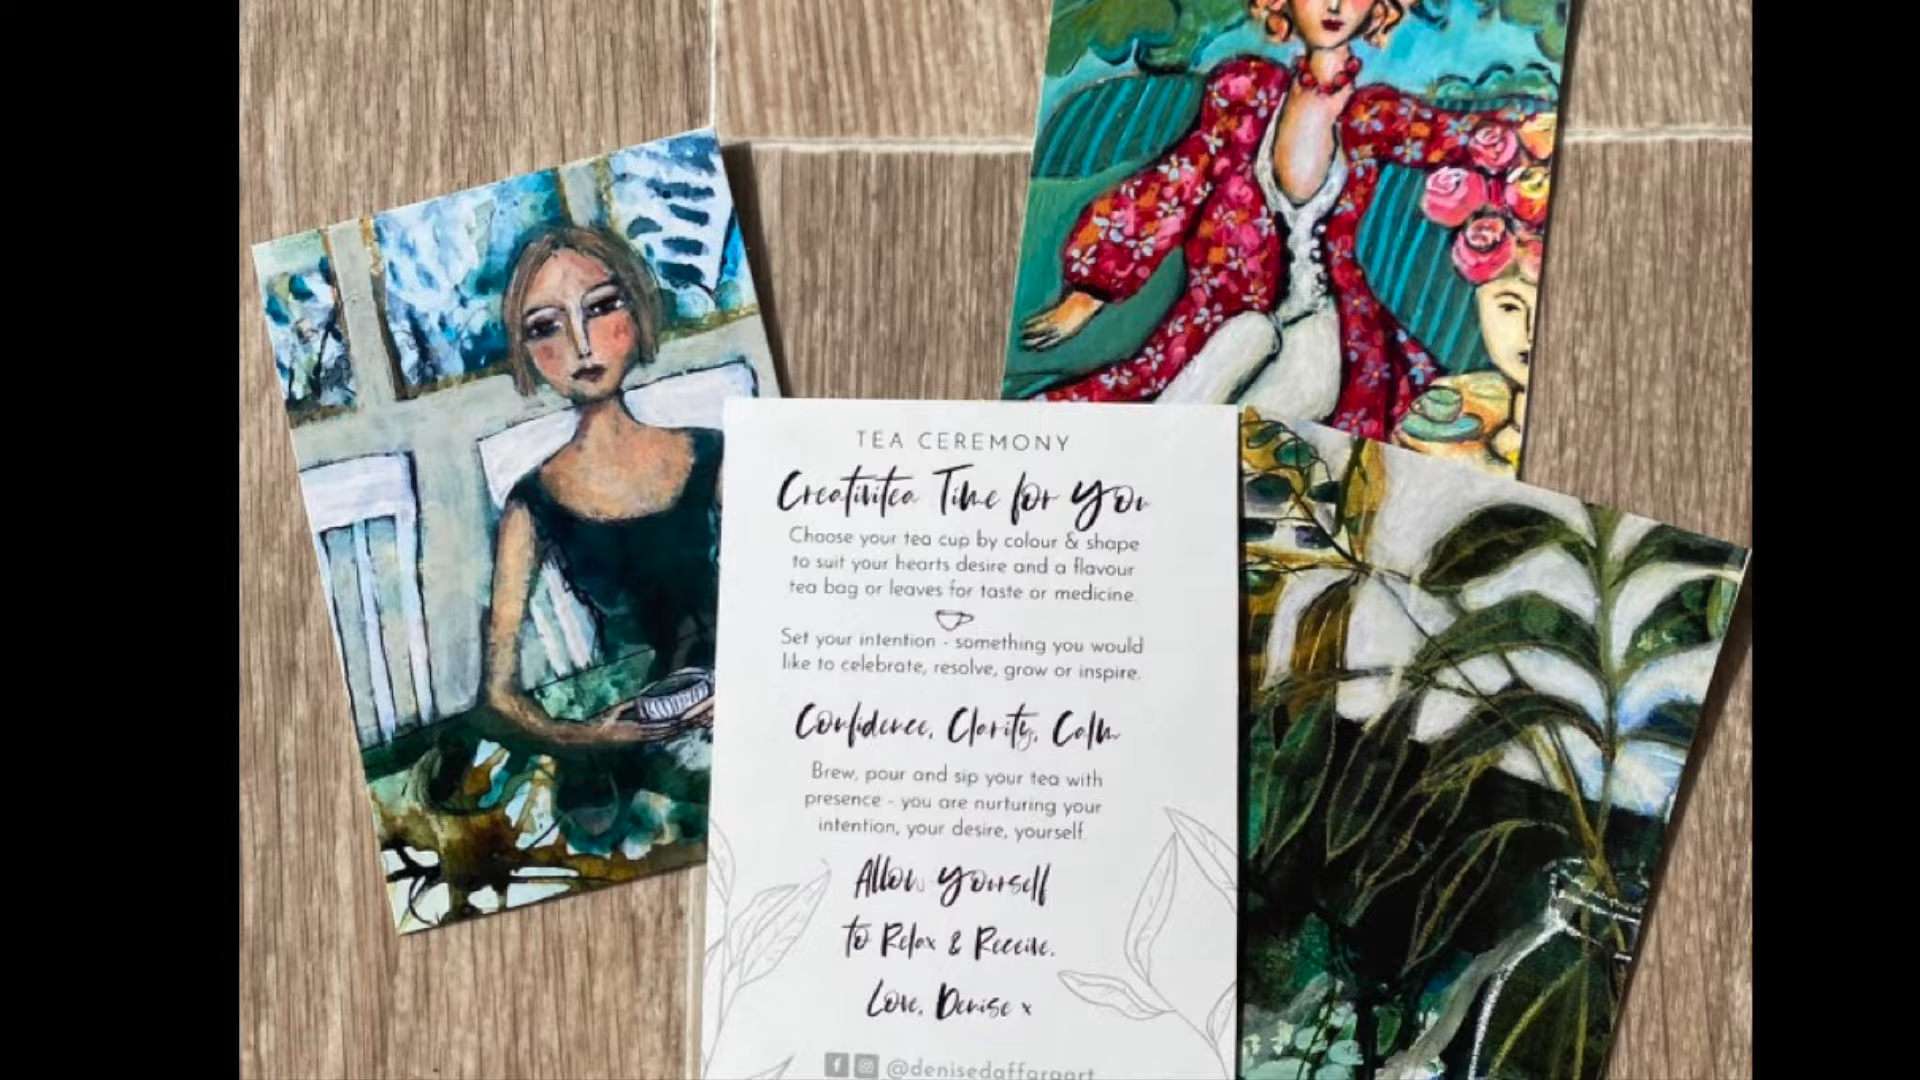 TEA CEREMONY
Creativitea Time for You
Choose your tea cup by colour & shape
to suit your hearts desire and a flavour
tea bag or leaves for taste or medicine.
Set your intention - something you would
like to celebrate, resolve, grow or inspire.
Confidence, Clarity, Calm
Brew, pour and sip your tea with
presence - you are nurturing your
intention, your desire, yourself.
Allow yourself
to Relax & Receive.
Love, Denise x
@denisedaffaraart